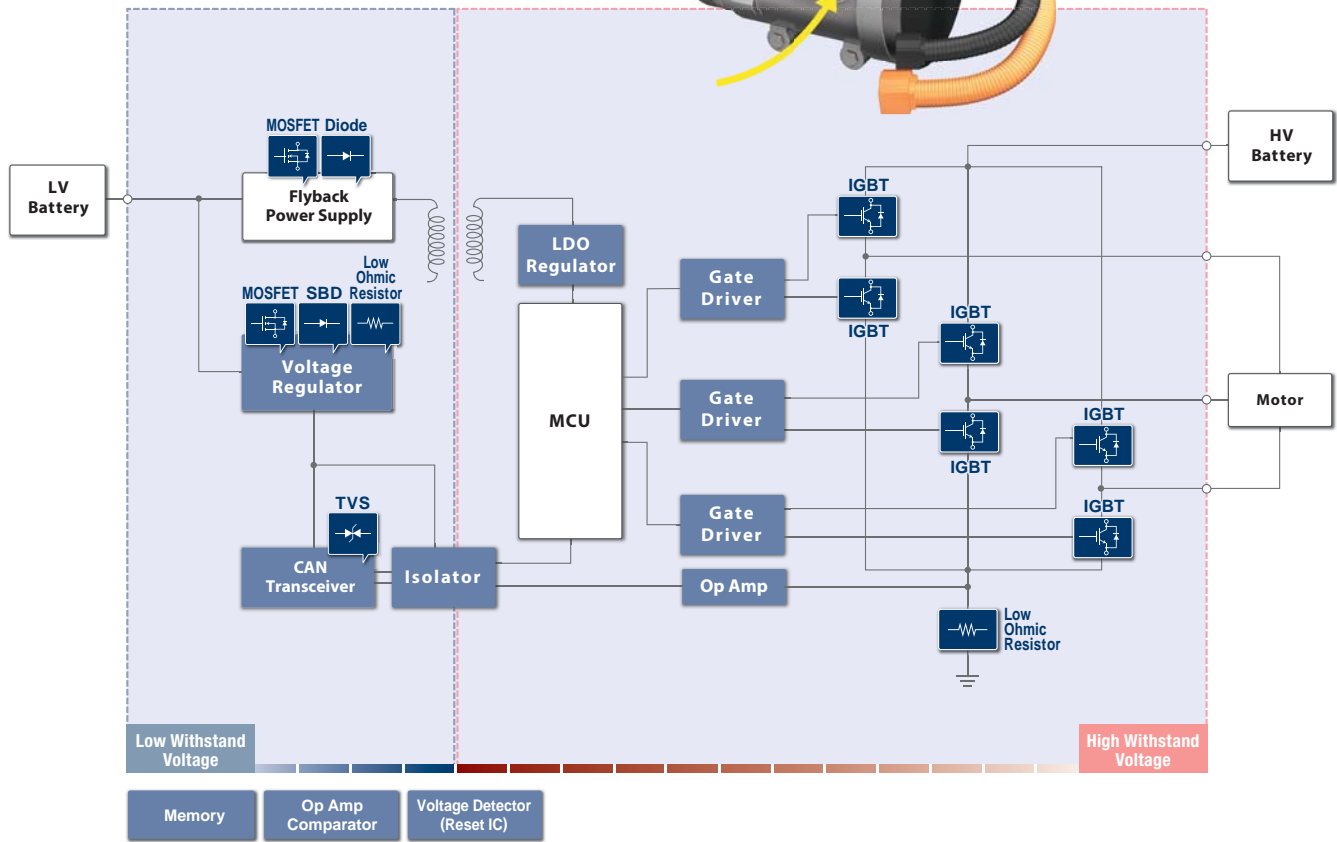 MOSFET Diode
HV
Battery
LV
Battery
Flyback
Power Supply
IGBT
LDO
Regulator
Low
Ohmic
Resistor
MOSFET SBD
Gate
Driver
IGBT
IGBT
Voltage
Regulator
MCU
Gate
Driver
Motor
IGBT
IGBT
TVS
Gate
Driver
IGBT
CAN
Transceiver
Isolator
Op Amp
Low
Ohmic
Resistor
Low Withstand
Voltage
High Withstand
Voltage
Memory
Op Amp
Comparator
Voltage Detector
(Reset IC)